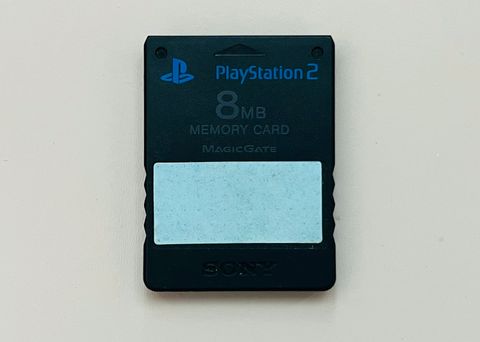 PlayStation 2
8MB
MEMORY CARD
MAGICGATE
SONY